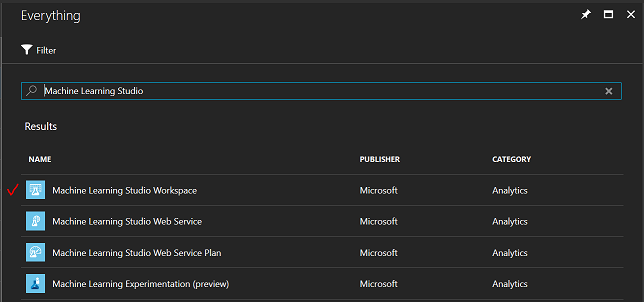 Everything
Filter
Machine Learning Studio
Results
NAME PUBLISHER CATEGORY
Machine Learning Studio Workspace Microsoft Analytics
Machine Learning Studio Web Service Microsoft Analytics
Machine Learning Studio Web Service Plan Microsoft Analytics
Machine Learning Experimentation (preview) Microsoft Analytics